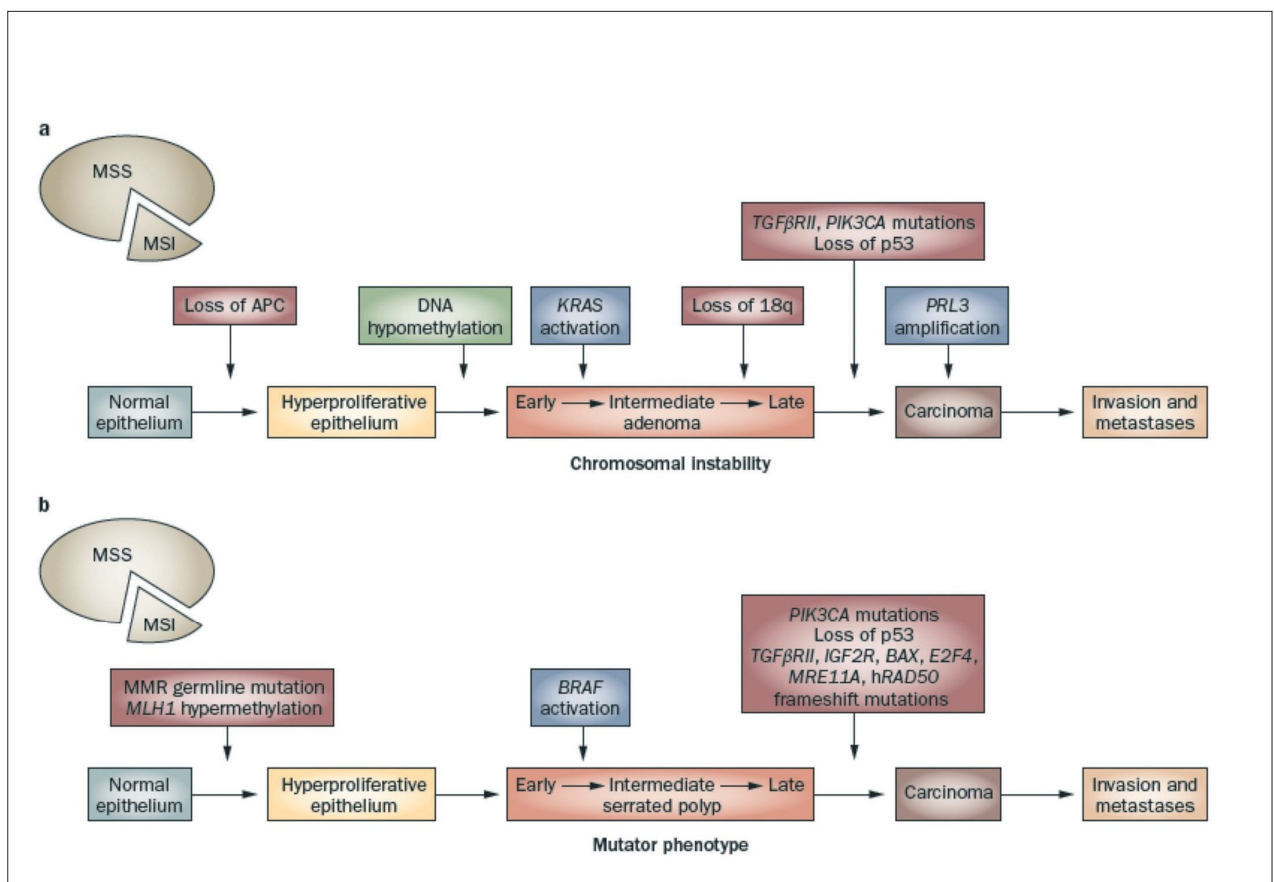 a
MSS
MSI
TGFβRII, PIK3CA mutations
Loss of p53
Loss of APC
DNA
hypomethylation
KRAS
activation
Loss of 18q
PRL3
amplification
Normal
epithelium
Hyperproliferative
epithelium
Early
Intermediate
Late
adenoma
Carcinoma
Invasion and
metastases
Chromosomal instability
b
MSS
MSI
PIK3CA mutations
Loss of p53
TGFβRII, IGF2R, BAX, E2F4,
MRE11A, hRAD50
frameshift mutations
MMR germline mutation
MLH1 hypermethylation
BRAF
activation
Normal
epithelium
Hyperproliferative
epithelium
Early
Intermediate
Late
serrated polyp
Carcinoma
Invasion and
metastases
Mutator phenotype